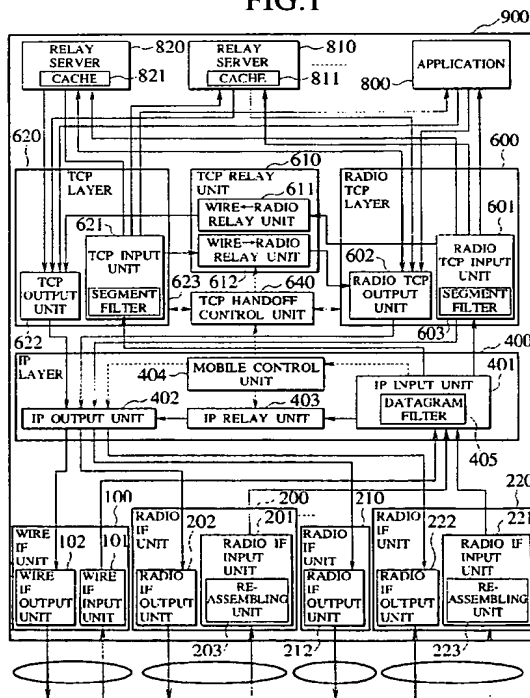 FIG.1
900
RELAY SERVER
CACHE
820
821
RELAY SERVER
CACHE
810
811
APPLICATION
800
620
TCP LAYER
621
TCP INPUT UNIT
SEGMENT FILTER
623
TCP OUTPUT UNIT
622
610
TCP RELAY UNIT
611
WIRE←RADIO RELAY UNIT
WIRE→RADIO RELAY UNIT
612
640
TCP HANDOFF CONTROL UNIT
600
RADIO TCP LAYER
601
602
RADIO TCP INPUT UNIT
SEGMENT FILTER
603
RADIO TCP OUTPUT UNIT
400
IP LAYER
404
MOBILE CONTROL UNIT
401
IP INPUT UNIT
DATAGRAM FILTER
405
402
IP OUTPUT UNIT
403
IP RELAY UNIT
100
WIRE IF UNIT
102
101
WIRE IF OUTPUT UNIT
WIRE IF INPUT UNIT
200
RADIO IF UNIT
202
201
RADIO IF OUTPUT UNIT
RADIO IF INPUT UNIT
RE-ASSEMBLING UNIT
203
210
RADIO IF UNIT
RADIO IF OUTPUT UNIT
212
220
RADIO IF UNIT
222
221
RADIO IF OUTPUT UNIT
RADIO IF INPUT UNIT
RE-ASSEMBLING UNIT
223